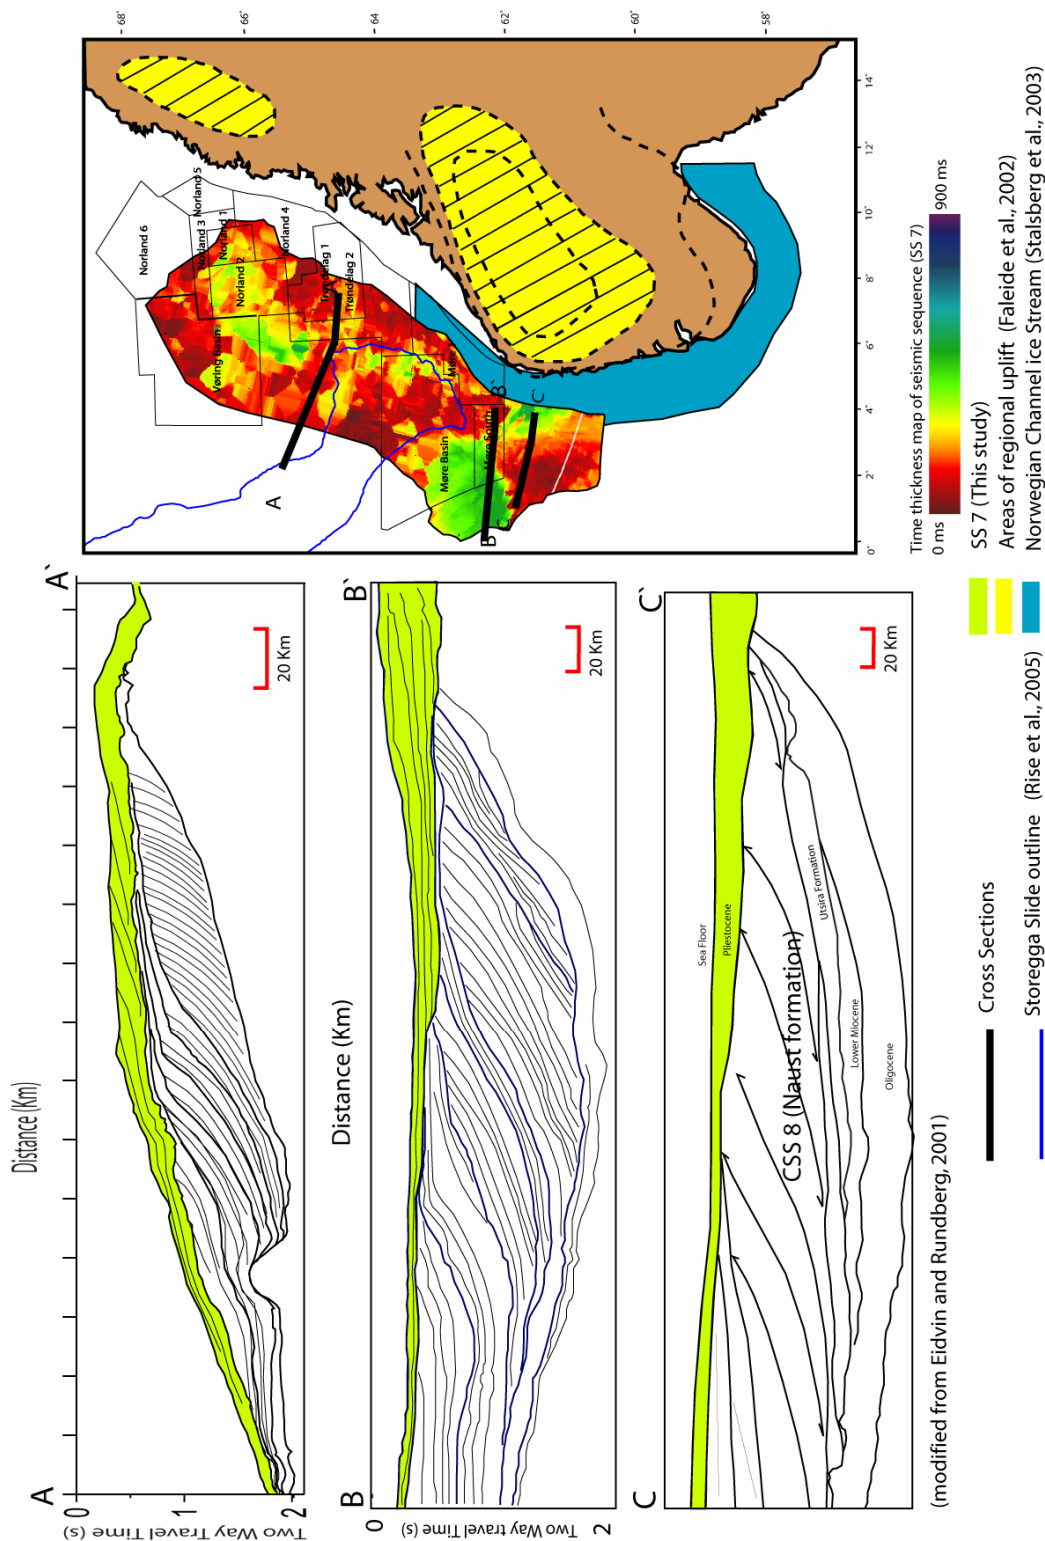 A
A`
Distance (Km)
0
1
2
Two Way Travel Time (s)
20 Km
B
B`
Distance (Km)
0
2
Two Way travel Time (s)
20 Km
C
C`
Sea Floor
Pliestocene
CSS 8 (Naust formation)
Utsira Formation
Lower Miocene
Oligocene
20 Km
(modified from Eidvin and Rundberg, 2001)
68°
66°
64°
62°
60°
58°
0°
2°
4°
6°
8°
10°
12°
14°
Norland 6
Norland 5
Norland 3
Norland 1
Norland 4
Norland 2
Vøring Basin
Trøndelag 1
Trøndelag 2
Møre 1
Møre Basin
Møre South
A
B
B`
C
C`
Time thickness map of seismic sequence (SS 7)
0 ms
900 ms
SS 7 (This study)
Areas of regional uplift (Faleide et al., 2002)
Norwegian Channel ice Stream (Stalsberg et al., 2003)
Cross Sections
Storegga Slide outline (Rise et al., 2005)